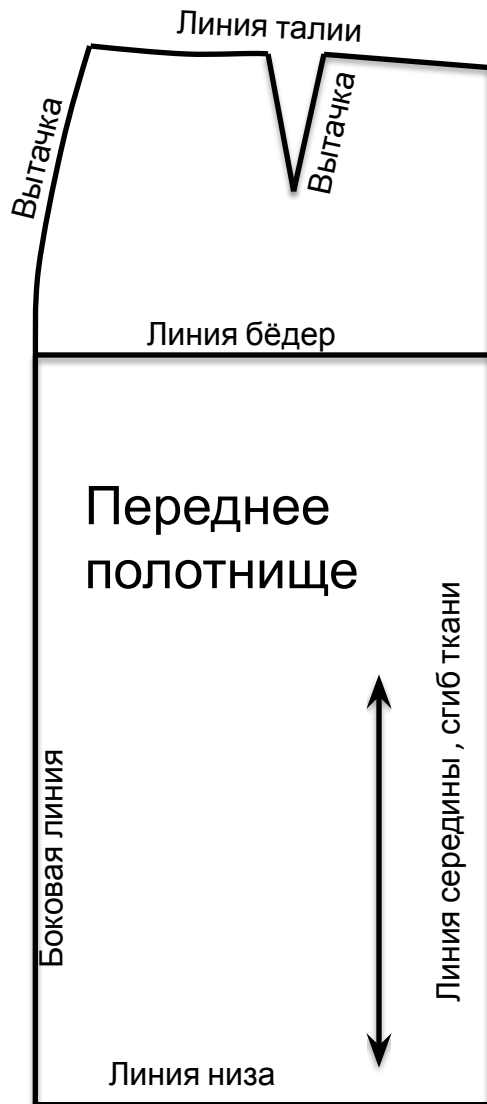 Линия талии
Вытачка
Вытачка
Линия бёдер
Переднее
полотнище
Линия середины , сгиб ткани
Боковая линия
Линия низа